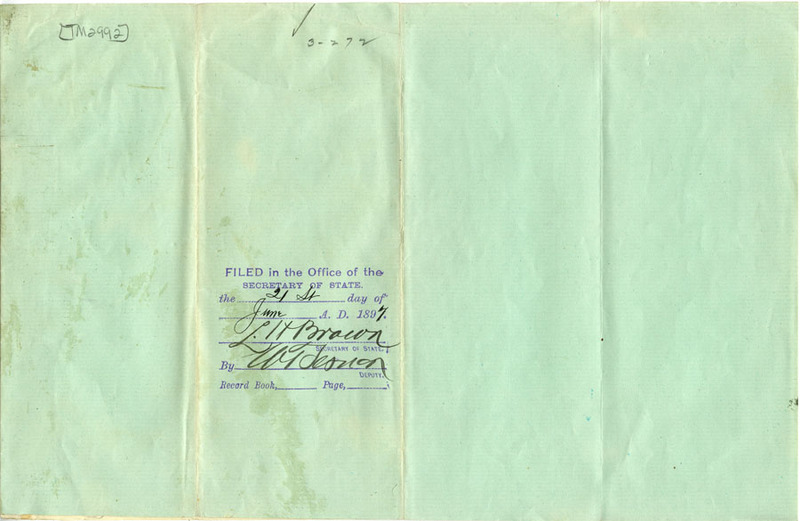 [TM2992]
3-272
FILED in the Office of the
SECRETARY OF STATE.
the 21st day of
June A. D. 1897.
L. H. Brown
SECRETARY OF STATE.
By
DEPUTY.
Record Book, Page,